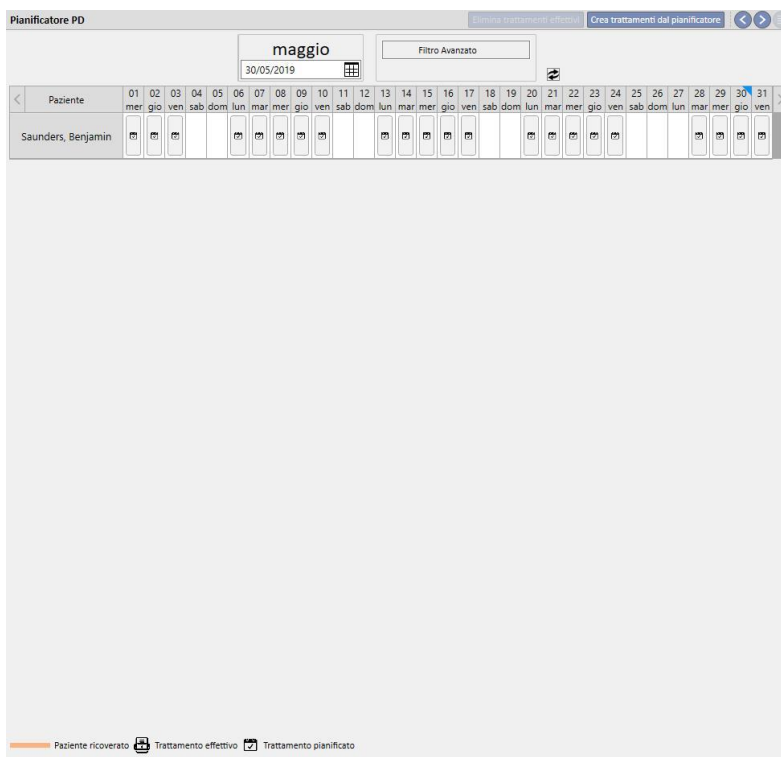 Pianificatore PD
Elimina trattamenti effettivi Crea trattamenti dal pianificatore
maggio
30/05/2019
Filtro Avanzato
Paziente
01 02 03 04 05 06 07 08 09 10 11 12 13 14 15 16 17 18 19 20 21 22 23 24 25 26 27 28 29 30 31
mer gio ven sab dom lun mar mer gio ven sab dom lun mar mer gio ven sab dom lun mar mer gio ven sab dom lun mar mer gio ven
Saunders, Benjamin
Paziente ricoverato Trattamento effettivo Trattamento pianificato